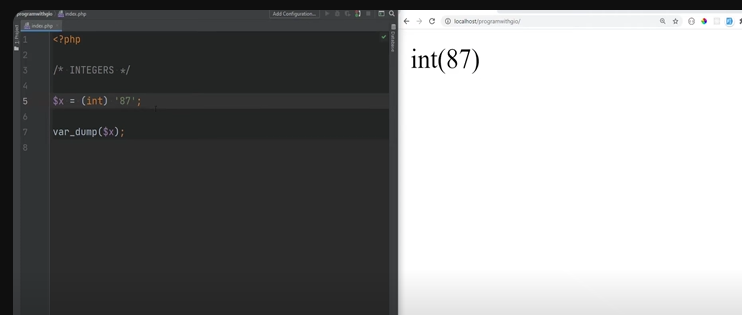 programwithgio index.php Add Configuration...
index.php
localhost/programwithgio/
1 <?php
2
3 /* INTEGERS */
4
5 $x = (int) '87';
6
7 var_dump($x);
8
int(87)